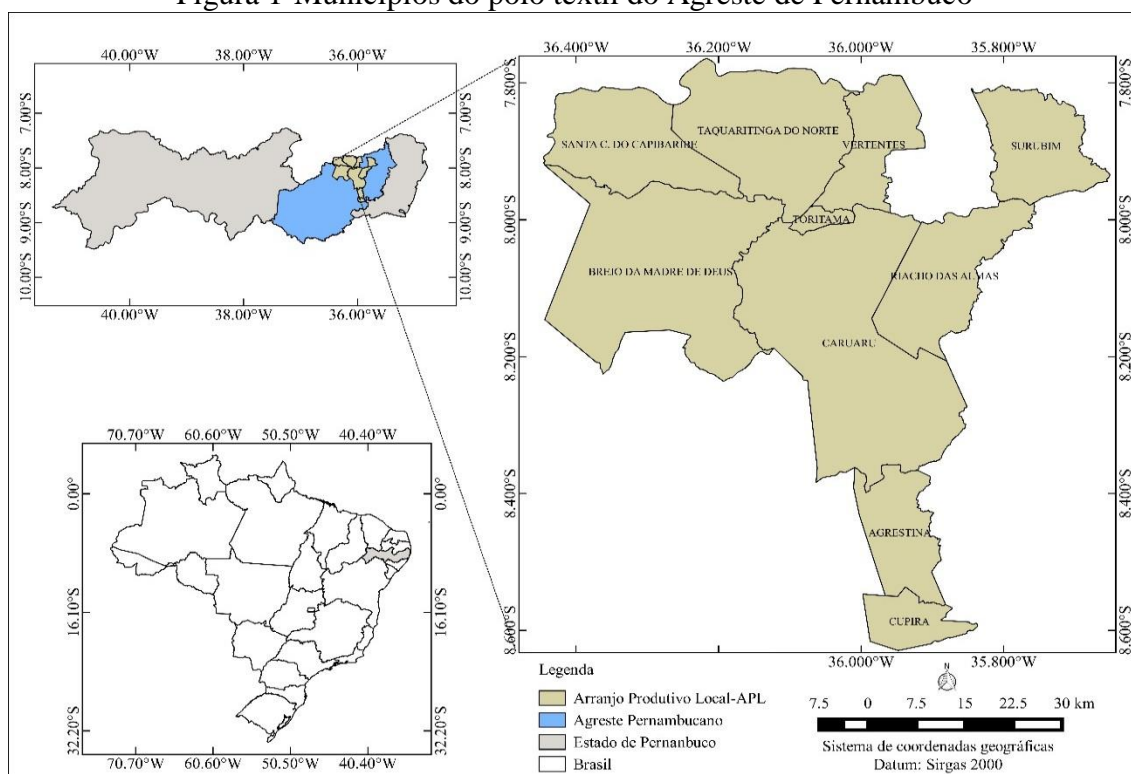 Figura 1-Municípios do polo têxtil do Agreste de Pernambuco
40.00°W 38.00°W 36.00°W
7.00°S
8.00°S
9.00°S
10.00°S
7.00°S
8.00°S
9.00°S
10.00°S
40.00°W 38.00°W 36.00°W
36.400°W 36.200°W 36.000°W 35.800°W
7.800°S
8.000°S
8.200°S
8.400°S
8.600°S
7.800°S
8.000°S
8.200°S
8.400°S
8.600°S
SANTA C. DO CAPIBARIBE
TAQUARITINGA DO NORTE
VERTENTES
SURUBIM
TORITAMA
BREJO DA MADRE DE DEUS
RIACHO DAS ALMAS
CARUARU
AGRESTINA
CUPIRA
36.000°W 35.800°W
70.70°W 60.60°W 50.50°W 40.40°W
0.00°
16.10°S
32.20°S
0.00°
16.10°S
32.20°S
70.70°W 60.60°W 50.50°W 40.40°W
Legenda
Arranjo Produtivo Local-APL
Agreste Pernambucano
Estado de Pernanbuco
Brasil
N
7.5 0 7.5 15 22.5 30 km
Sistema de coordenadas geográficas
Datum: Sirgas 2000